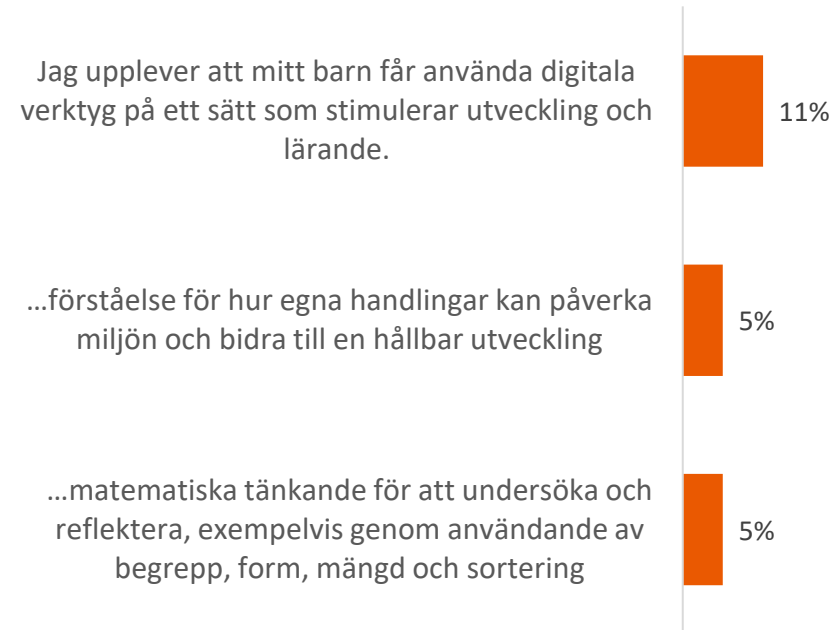 Jag upplever att mitt barn får använda digitala
verktyg på ett sätt som stimulerar utveckling och
lärande.
11%
...förståelse för hur egna handlingar kan påverka
miljön och bidra till en hållbar utveckling
5%
...matematiska tänkande för att undersöka och
reflektera, exempelvis genom användande av
begrepp, form, mängd och sortering
5%